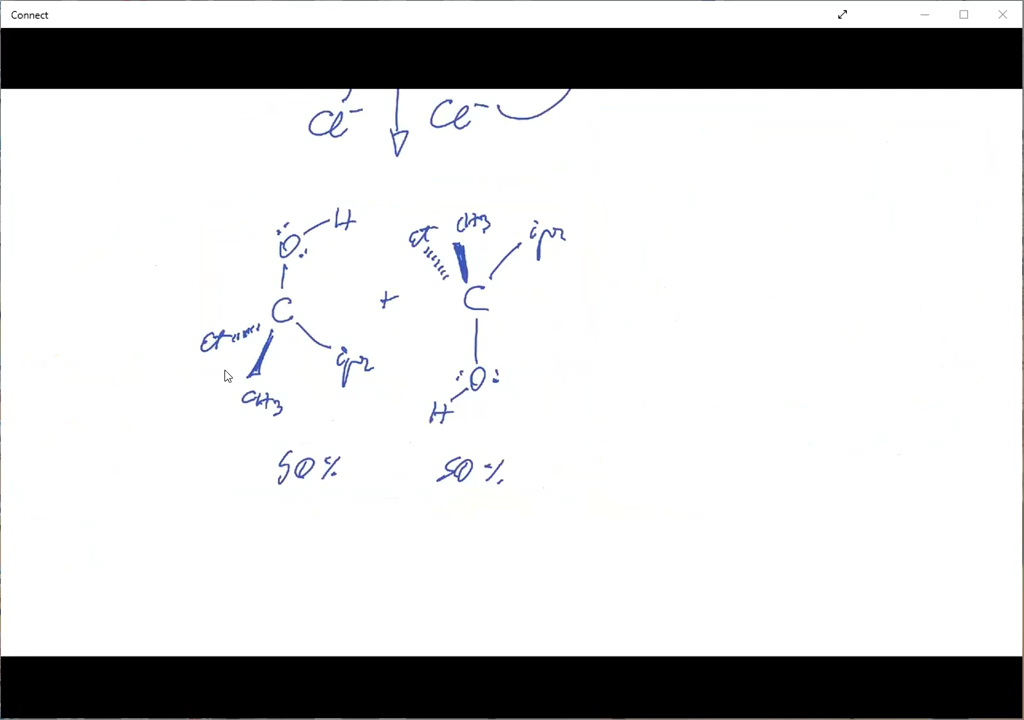 Connect
Cl⁻ Cl⁻
H
:O:
C
Et
ipr
CH3
+
Et CH3 ipr
C
:O:
H
50% 50%